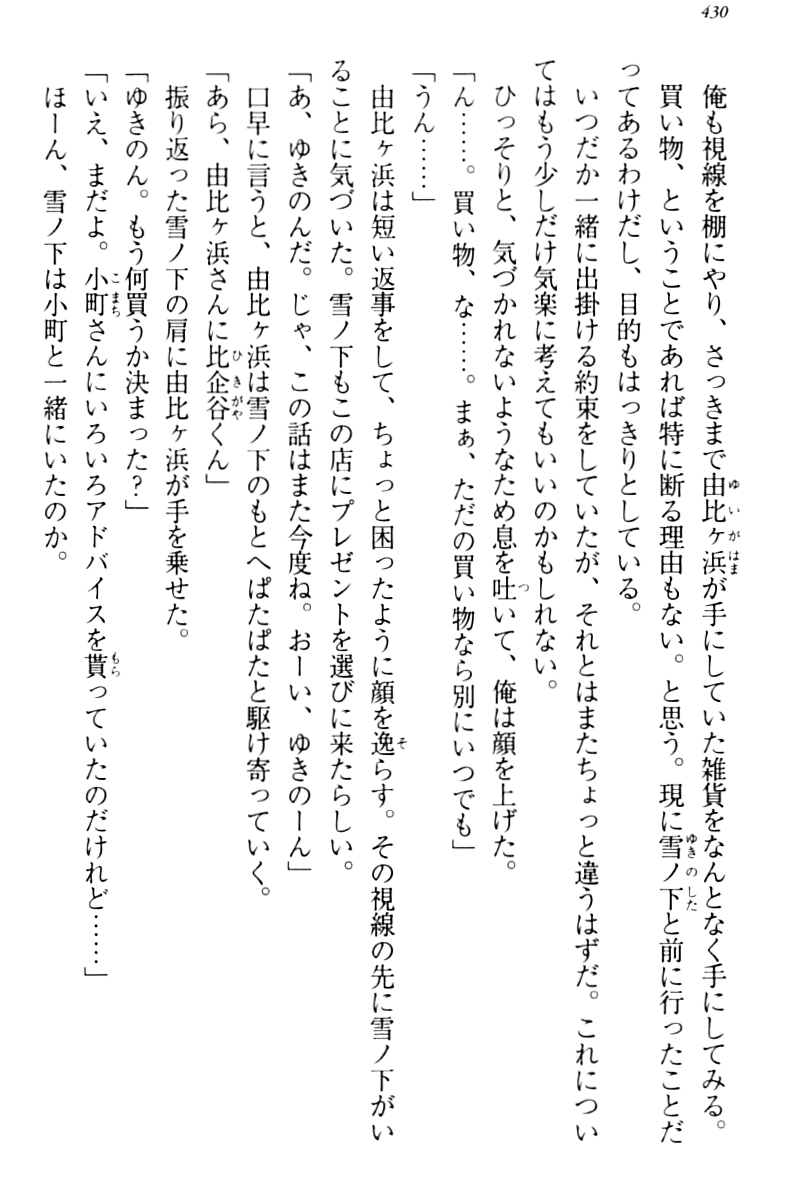 430
俺も視線を棚にやり、さっきまで由比ヶ浜が手にしていた雑貨をなんとなく手にしてみる。
買い物、ということであれば特に断る理由もない。と思う。現に雪ノ下と前に行ったことだ
ってあるわけだし、目的もはっきりとしている。
いつだか一緒に出掛ける約束をしていたが、それとはまたちょっと違うはずだ。これについ
てはもう少しだけ気楽に考えてもいいのかもしれない。
ひっそりと、気づかれないようなため息を吐いて、俺は顔を上げた。
「ん……。買い物、な……。まぁ、ただの買い物なら別にいつでも」
「うん……」
由比ヶ浜は短い返事をして、ちょっと困ったように顔を逸らす。その視線の先に雪ノ下がい
ることに気づいた。雪ノ下もこの店にプレゼントを選びに来たらしい。
「あ、ゆきのんだ。じゃ、この話はまた今度ね。おーい、ゆきのーん」
口早に言うと、由比ヶ浜は雪ノ下のもとへぱたぱたと駆け寄っていく。
「あら、由比ヶ浜さんに比企谷くん」
振り返った雪ノ下の肩に由比ヶ浜が手を乗せた。
「ゆきのん。もう何買うか決まった？」
「いえ、まだよ。小町さんにいろいろアドバイスを貰っていたのだけれど……」
ほーん、雪ノ下は小町と一緒にいたのか。